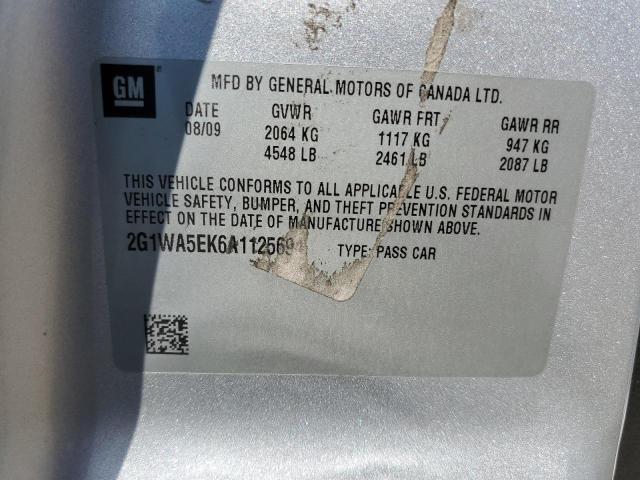 GM
MFD BY GENERAL MOTORS OF CANADA LTD.
DATE GVWR GAWR FRT GAWR RR
08/09 2064 KG 1117 KG 947 KG
4548 LB 2461 LB 2087 LB
THIS VEHICLE CONFORMS TO ALL APPLICABLE U.S. FEDERAL MOTOR
VEHICLE SAFETY, BUMPER, AND THEFT PREVENTION STANDARDS IN
EFFECT ON THE DATE OF MANUFACTURE SHOWN ABOVE.
2G1WA5EK6A112569 TYPE: PASS CAR